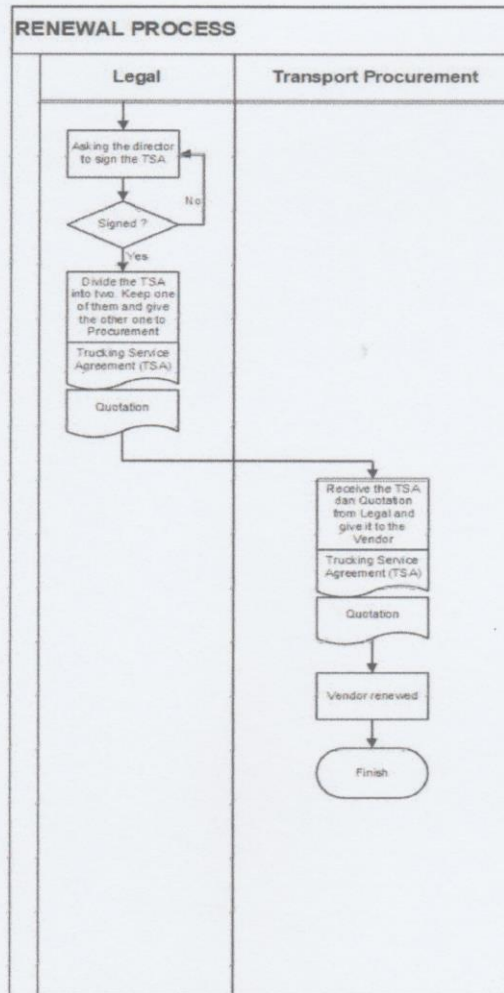 RENEWAL PROCESS
Legal
Transport Procurement
Asking the director
to sign the TSA
No
Signed ?
Yes
Divide the TSA
into two. Keep one
of them and give
the other one to
Procurement
Trucking Service
Agreement (TSA)
Quotation
Receive the TSA
dan Quotation
from Legal and
give it to the
Vendor
Trucking Service
Agreement (TSA)
Quotation
Vendor renewed
Finish